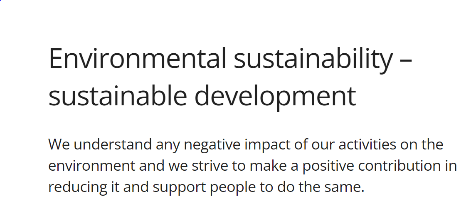 Environmental sustainability –
sustainable development
We understand any negative impact of our activities on the
environment and we strive to make a positive contribution in
reducing it and support people to do the same.